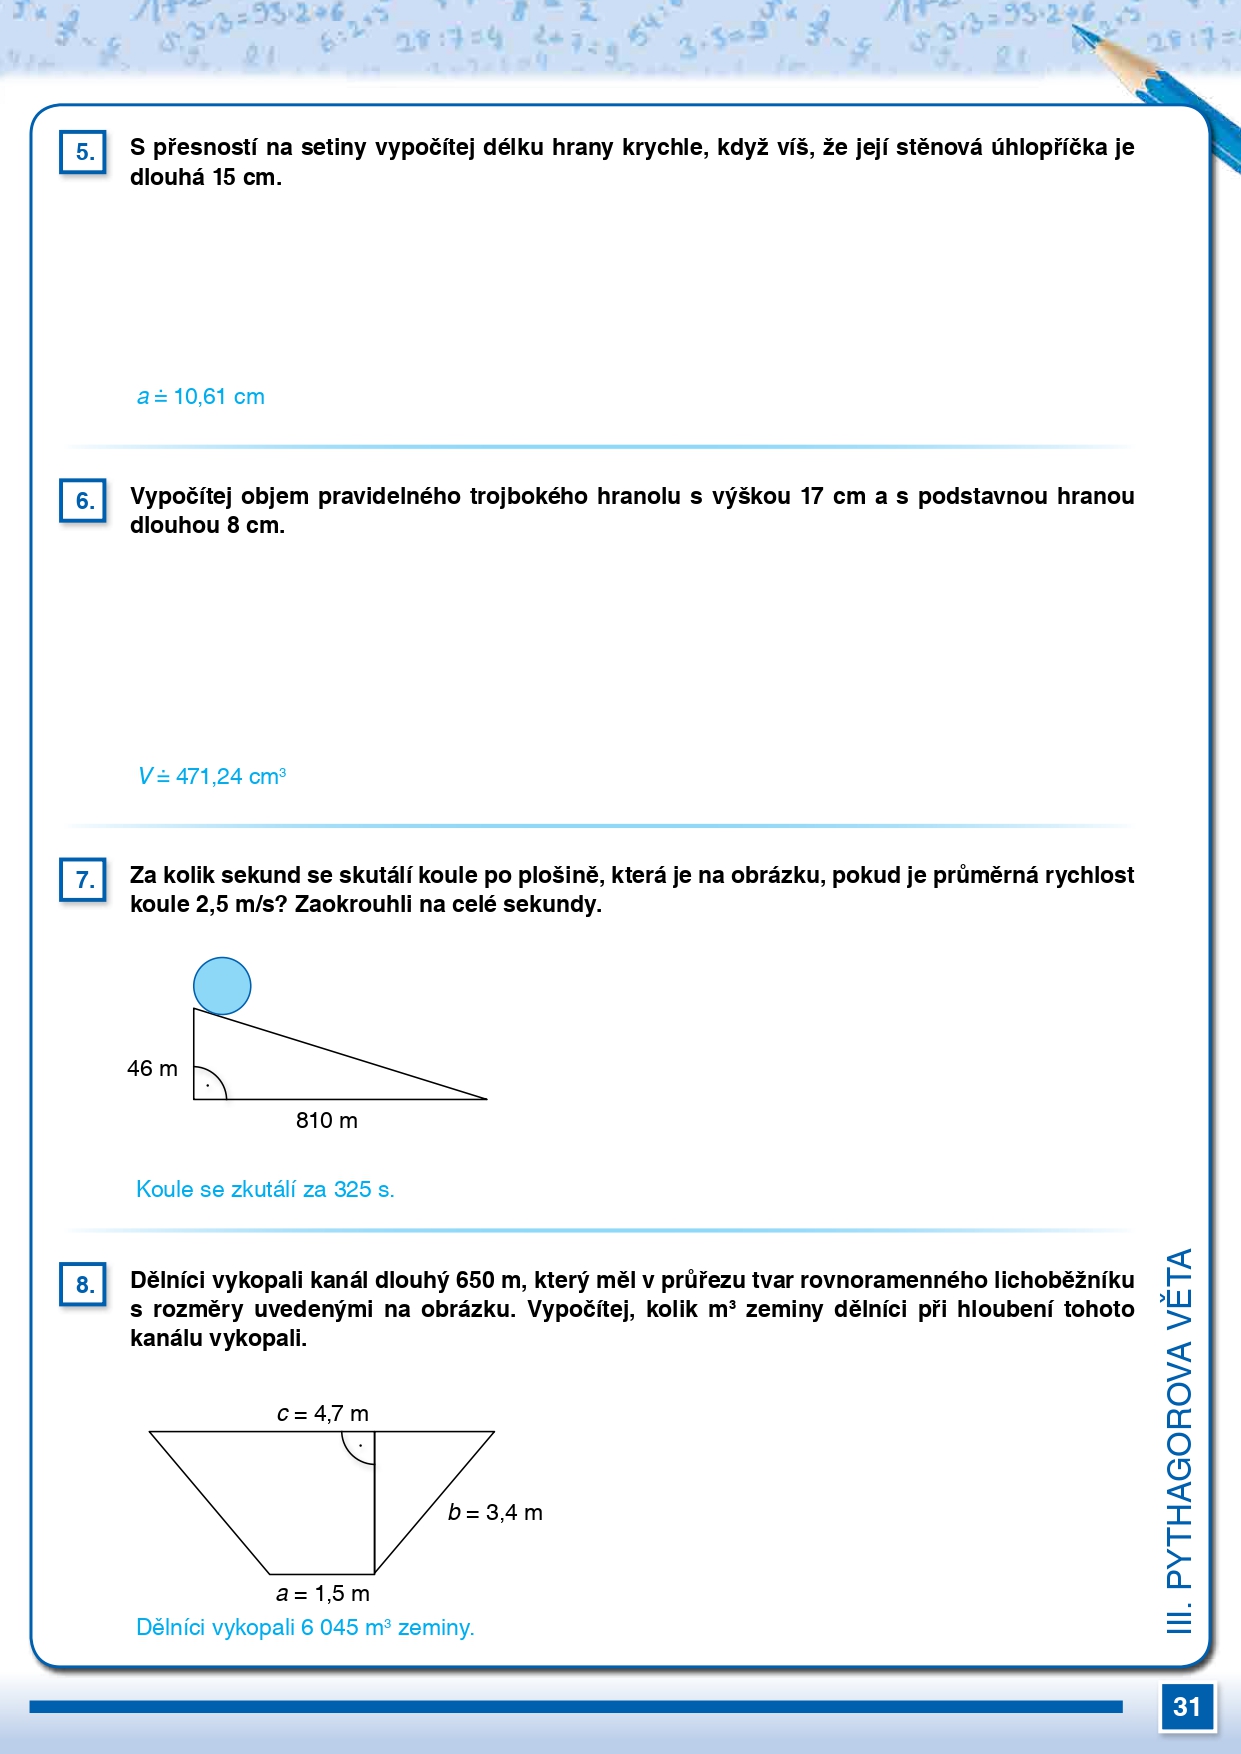 5.
S přesností na setiny vypočítej délku hrany krychle, když víš, že její stěnová úhlopříčka je
dlouhá 15 cm.
a ≐ 10,61 cm
6.
Vypočítej objem pravidelného trojbokého hranolu s výškou 17 cm a s podstavnou hranou
dlouhou 8 cm.
V ≐ 471,24 cm³
7.
Za kolik sekund se skutálí koule po plošině, která je na obrázku, pokud je průměrná rychlost
koule 2,5 m/s? Zaokrouhli na celé sekundy.
46 m
810 m
Koule se zkutálí za 325 s.
8.
Dělníci vykopali kanál dlouhý 650 m, který měl v průřezu tvar rovnoramenného lichoběžníku
s rozměry uvedenými na obrázku. Vypočítej, kolik m³ zeminy dělníci při hloubení tohoto
kanálu vykopali.
c = 4,7 m
b = 3,4 m
a = 1,5 m
Dělníci vykopali 6 045 m³ zeminy.
III. PYTHAGOROVA VĚTA
31